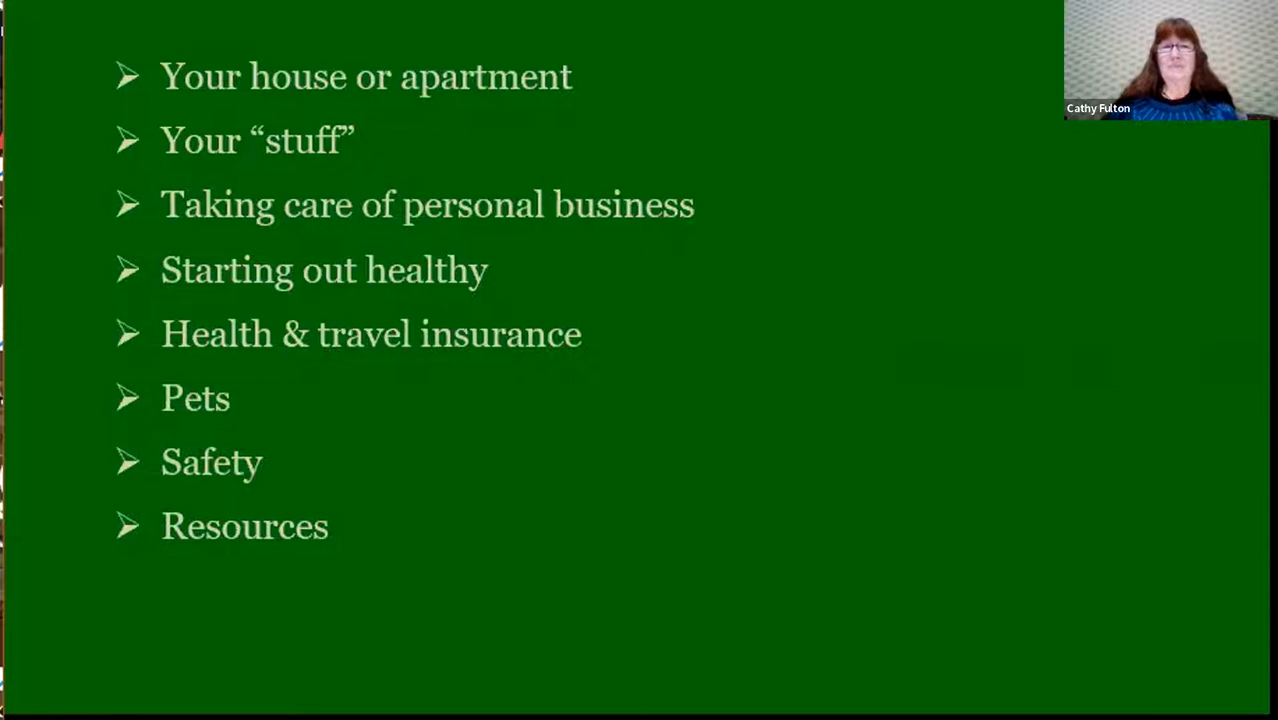 ➢ Your house or apartment
➢ Your “stuff”
➢ Taking care of personal business
➢ Starting out healthy
➢ Health & travel insurance
➢ Pets
➢ Safety
➢ Resources
Cathy Fulton